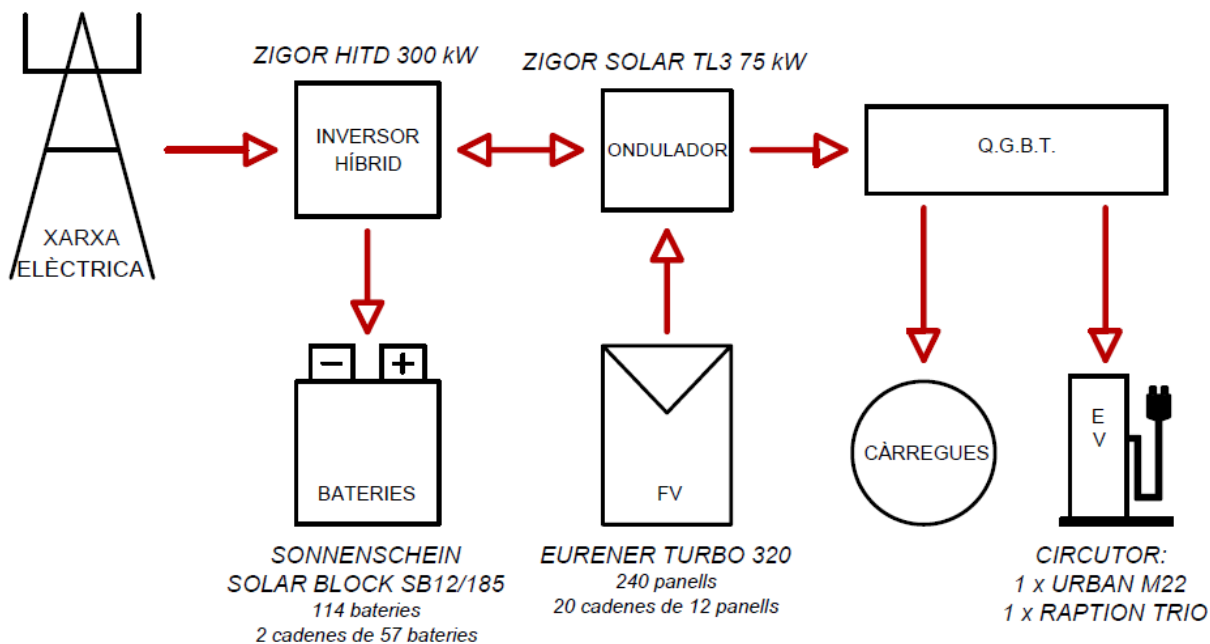 ZIGOR HITD 300 kW
ZIGOR SOLAR TL3 75 kW
XARXA
ELÈCTRICA
INVERSOR
HÍBRID
ONDULADOR
Q.G.B.T.
BATERIES
FV
CÀRREGUES
E
V
SONNENSCHEIN
SOLAR BLOCK SB12/185
114 bateries
2 cadenes de 57 bateries
EURENER TURBO 320
240 panells
20 cadenes de 12 panells
CIRCUTOR:
1 x URBAN M22
1 x RAPTION TRIO